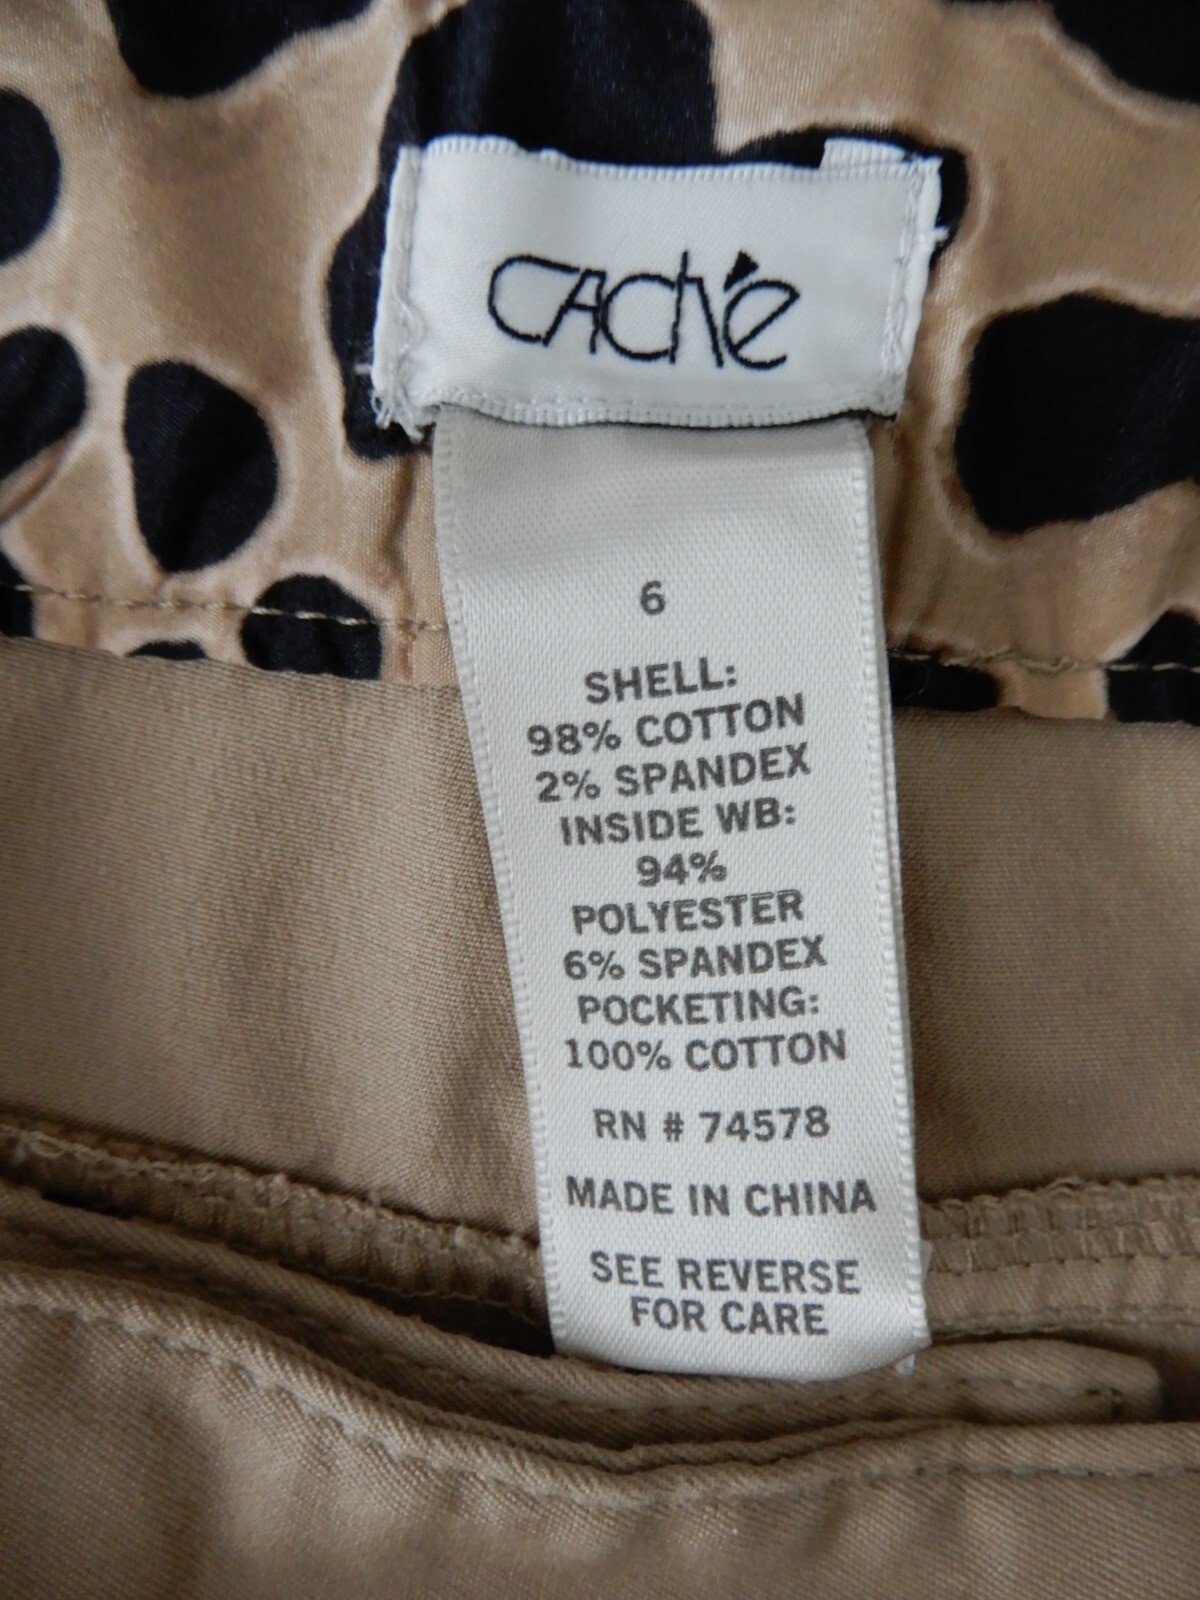 CAChé
6
SHELL:
98% COTTON
2% SPANDEX
INSIDE WB:
94%
POLYESTER
6% SPANDEX
POCKETING:
100% COTTON
RN # 74578
MADE IN CHINA
SEE REVERSE
FOR CARE